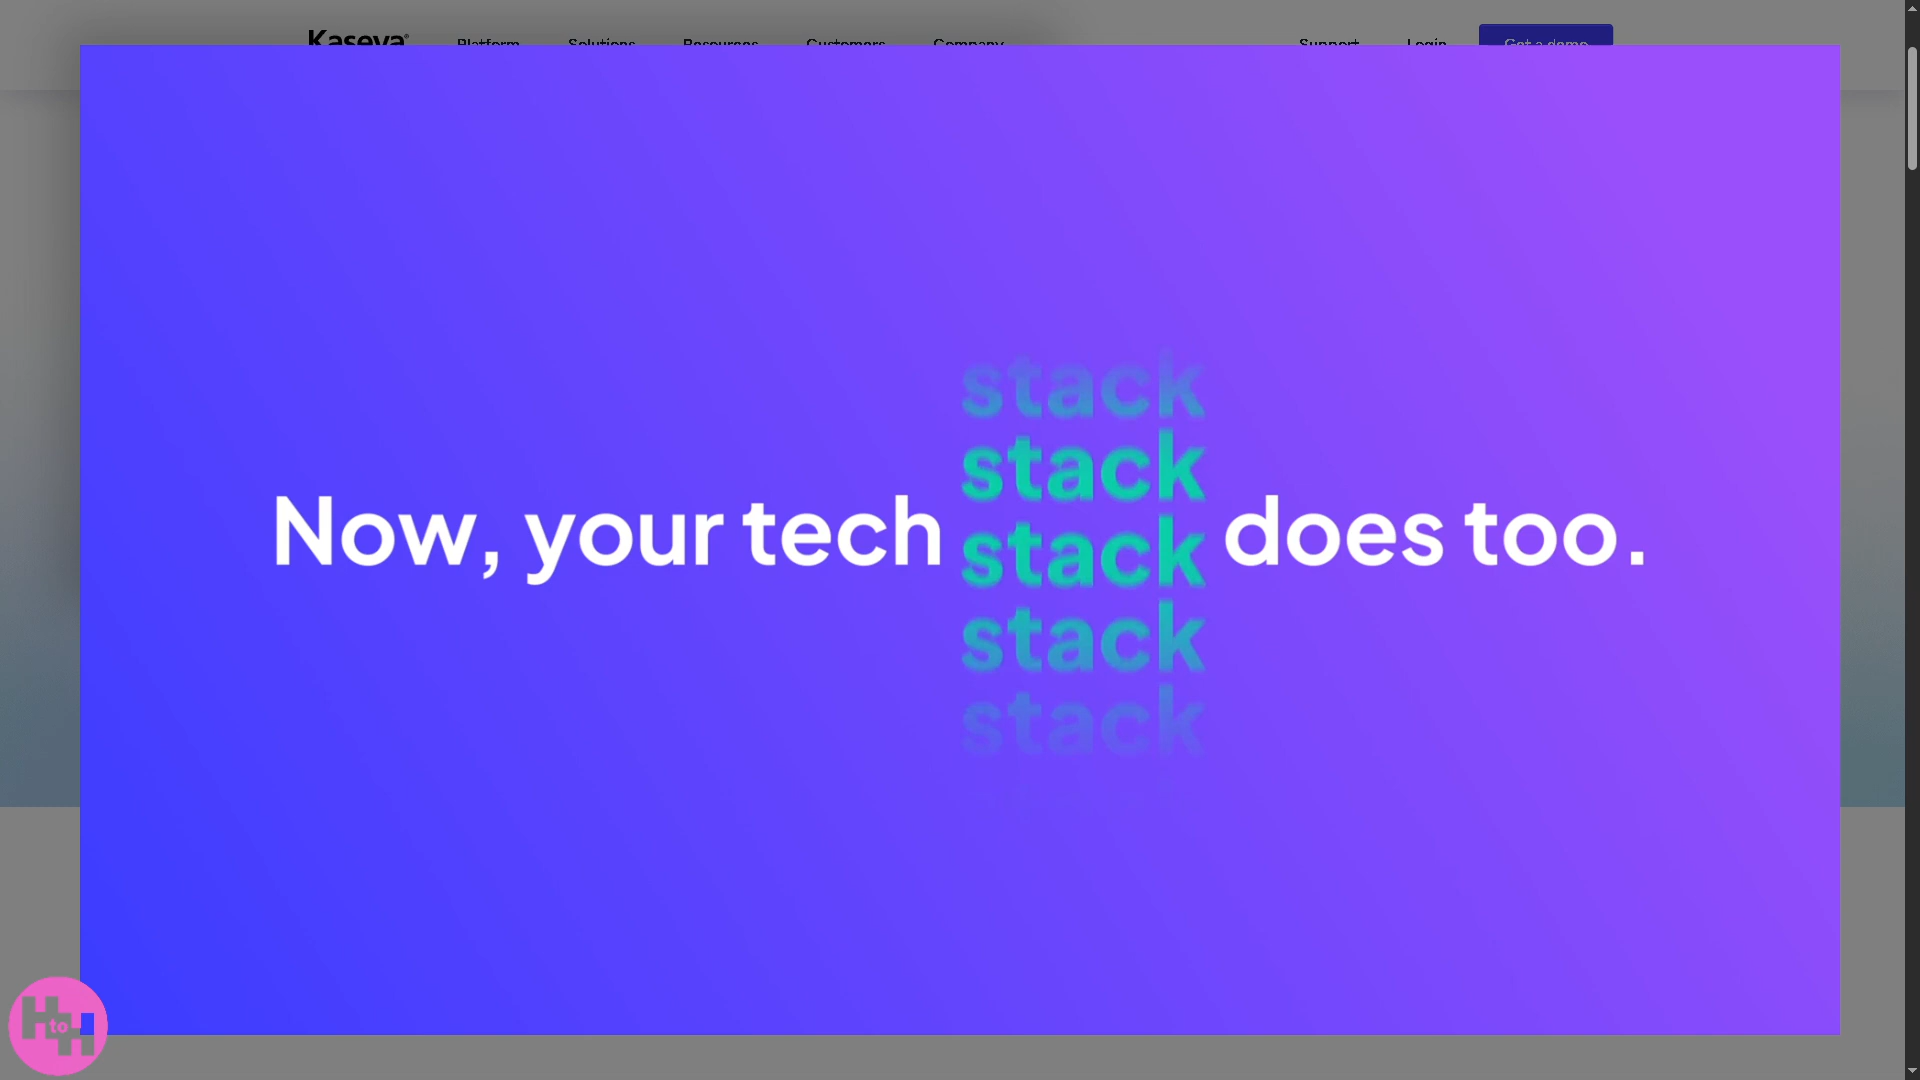 Kaseya
Platform Solutions Resources Customers Company Support Login Get a demo
stack
stack
Now, your tech stack does too.
stack
stack
H to H